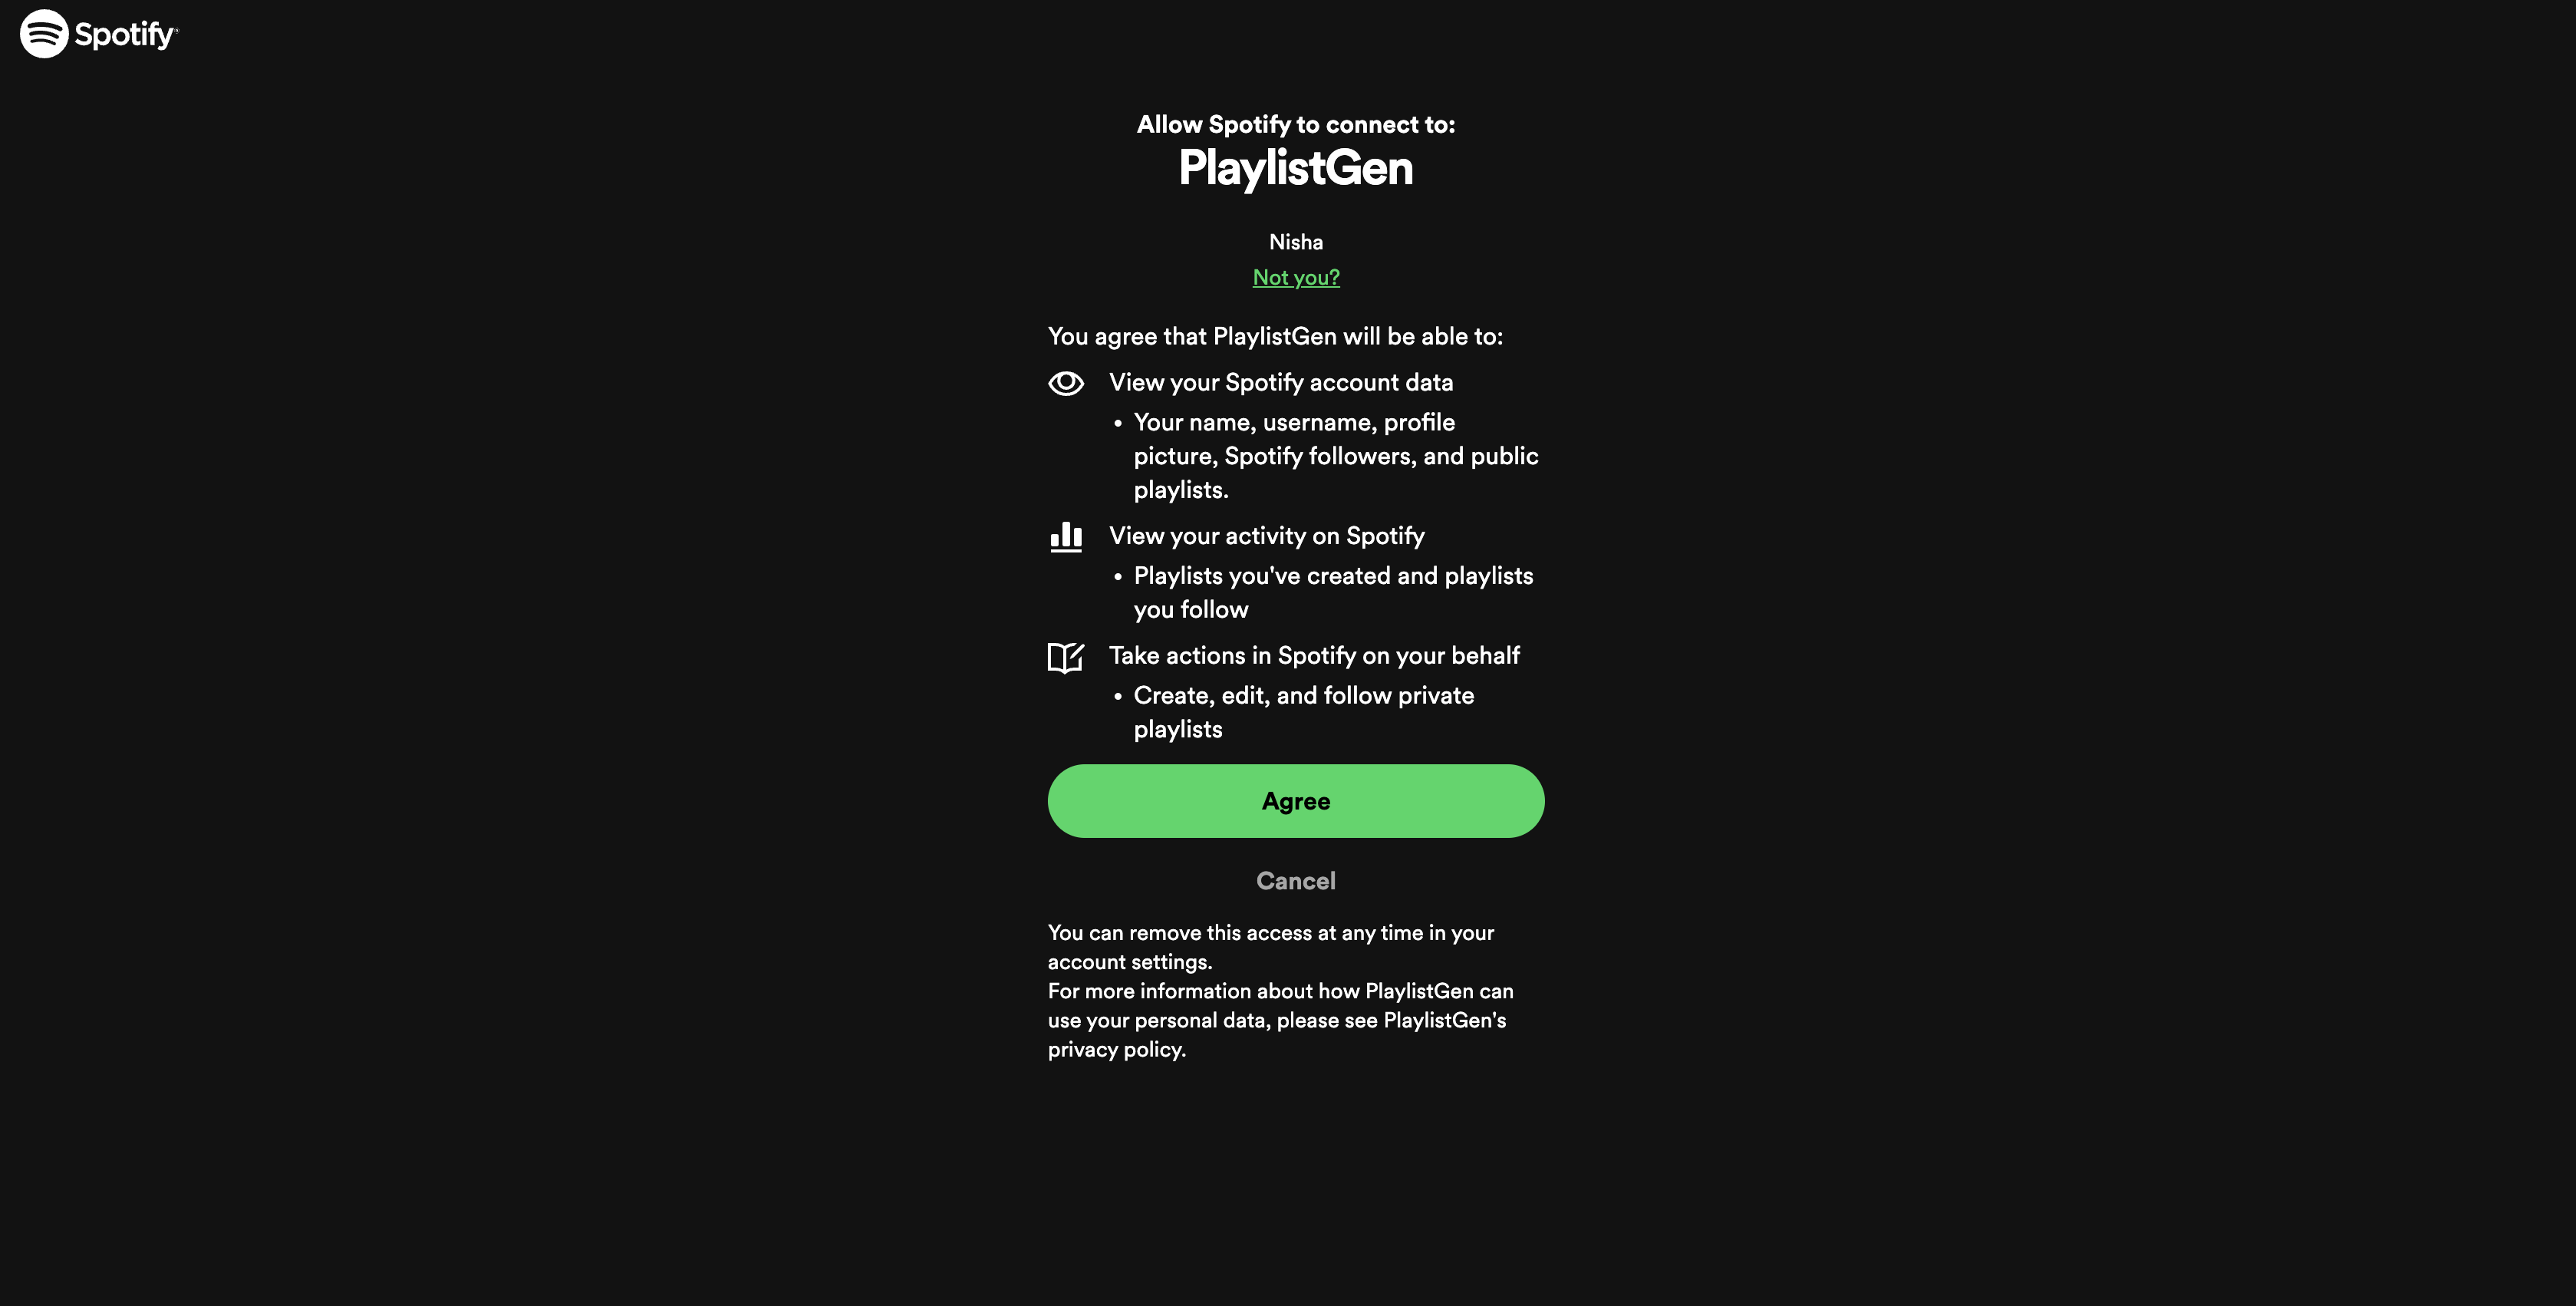 Spotify®
Allow Spotify to connect to:
PlaylistGen
Nisha
Not you?
You agree that PlaylistGen will be able to:
View your Spotify account data
• Your name, username, profile
picture, Spotify followers, and public
playlists.
View your activity on Spotify
• Playlists you've created and playlists
you follow
Take actions in Spotify on your behalf
• Create, edit, and follow private
playlists
Agree
Cancel
You can remove this access at any time in your
account settings.
For more information about how PlaylistGen can
use your personal data, please see PlaylistGen's
privacy policy.